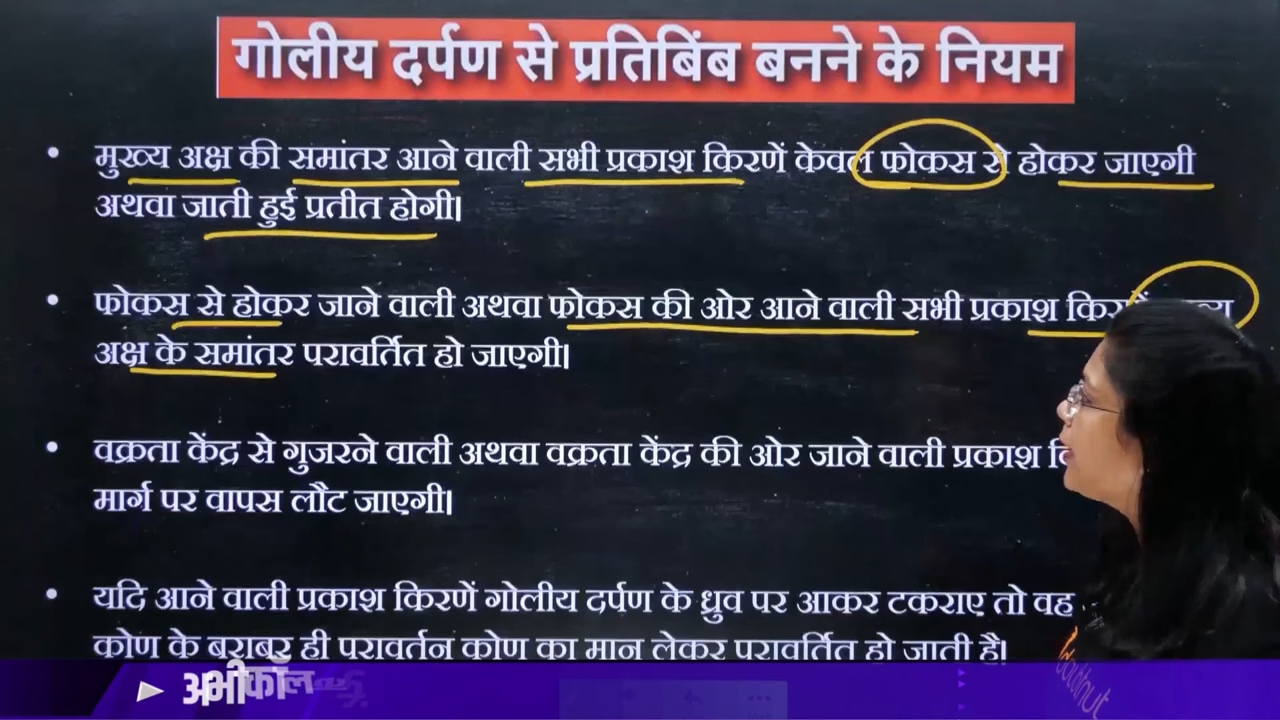 गोलीय दर्पण से प्रतिबिंब बनने के नियम
• मुख्य अक्ष की समांतर आने वाली सभी प्रकाश किरणें केवल फोकस से होकर जाएगी
अथवा जाती हुई प्रतीत होगी।
• फोकस से होकर जाने वाली अथवा फोकस की ओर आने वाली सभी प्रकाश
अक्ष के समांतर परावर्तित हो जाएगी।
• वक्रता केंद्र से गुजरने वाली अथवा वक्रता केंद्र की ओर जाने वाली प्रकाश
मार्ग पर वापस लौट जाएगी।
• यदि आने वाली प्रकाश किरणें गोलीय दर्पण के ध्रुव पर आकर टकराए तो वह
कोण के बराबर ही परावर्तन कोण का मान लेकर परावर्तित हो जाती है।
अभी कॉल